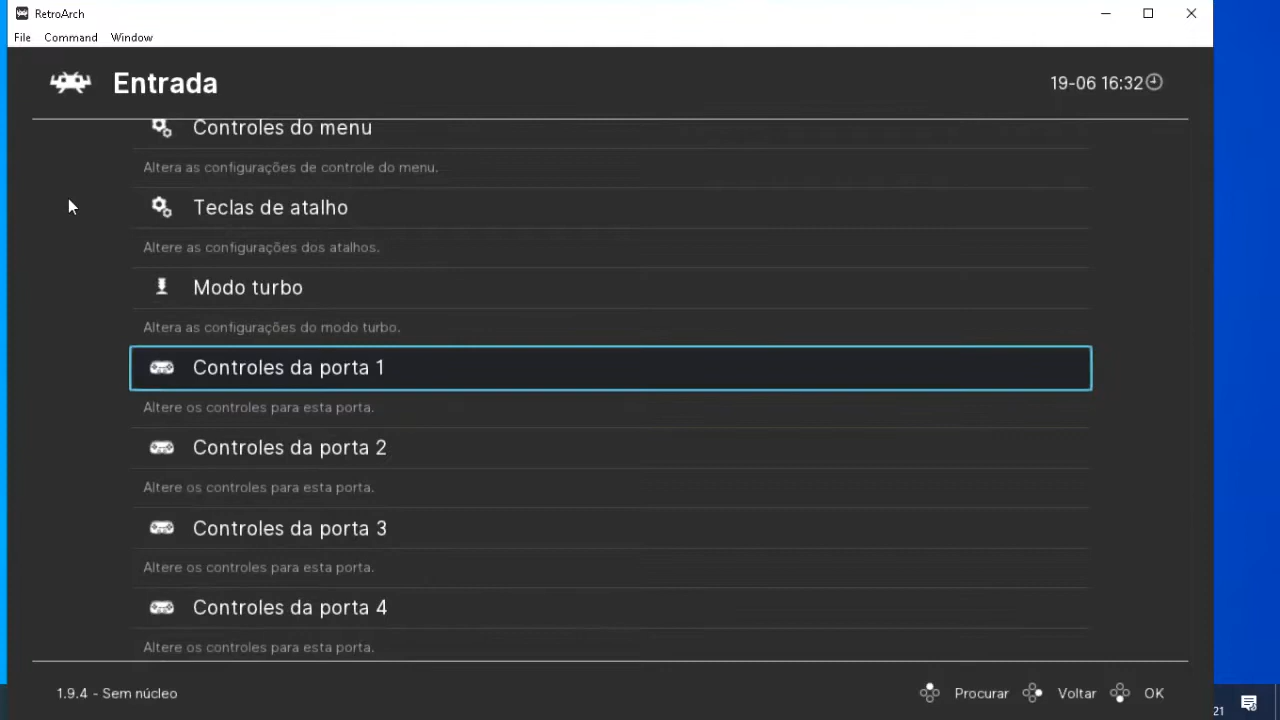 RetroArch
File Command Window
Entrada
19-06 16:32
Controles do menu
Altera as configurações de controle do menu.
Teclas de atalho
Altere as configurações dos atalhos.
Modo turbo
Altera as configurações do modo turbo.
Controles da porta 1
Altere os controles para esta porta.
Controles da porta 2
Altere os controles para esta porta.
Controles da porta 3
Altere os controles para esta porta.
Controles da porta 4
Altere os controles para esta porta.
1.9.4 - Sem núcleo
Procurar Voltar OK
21